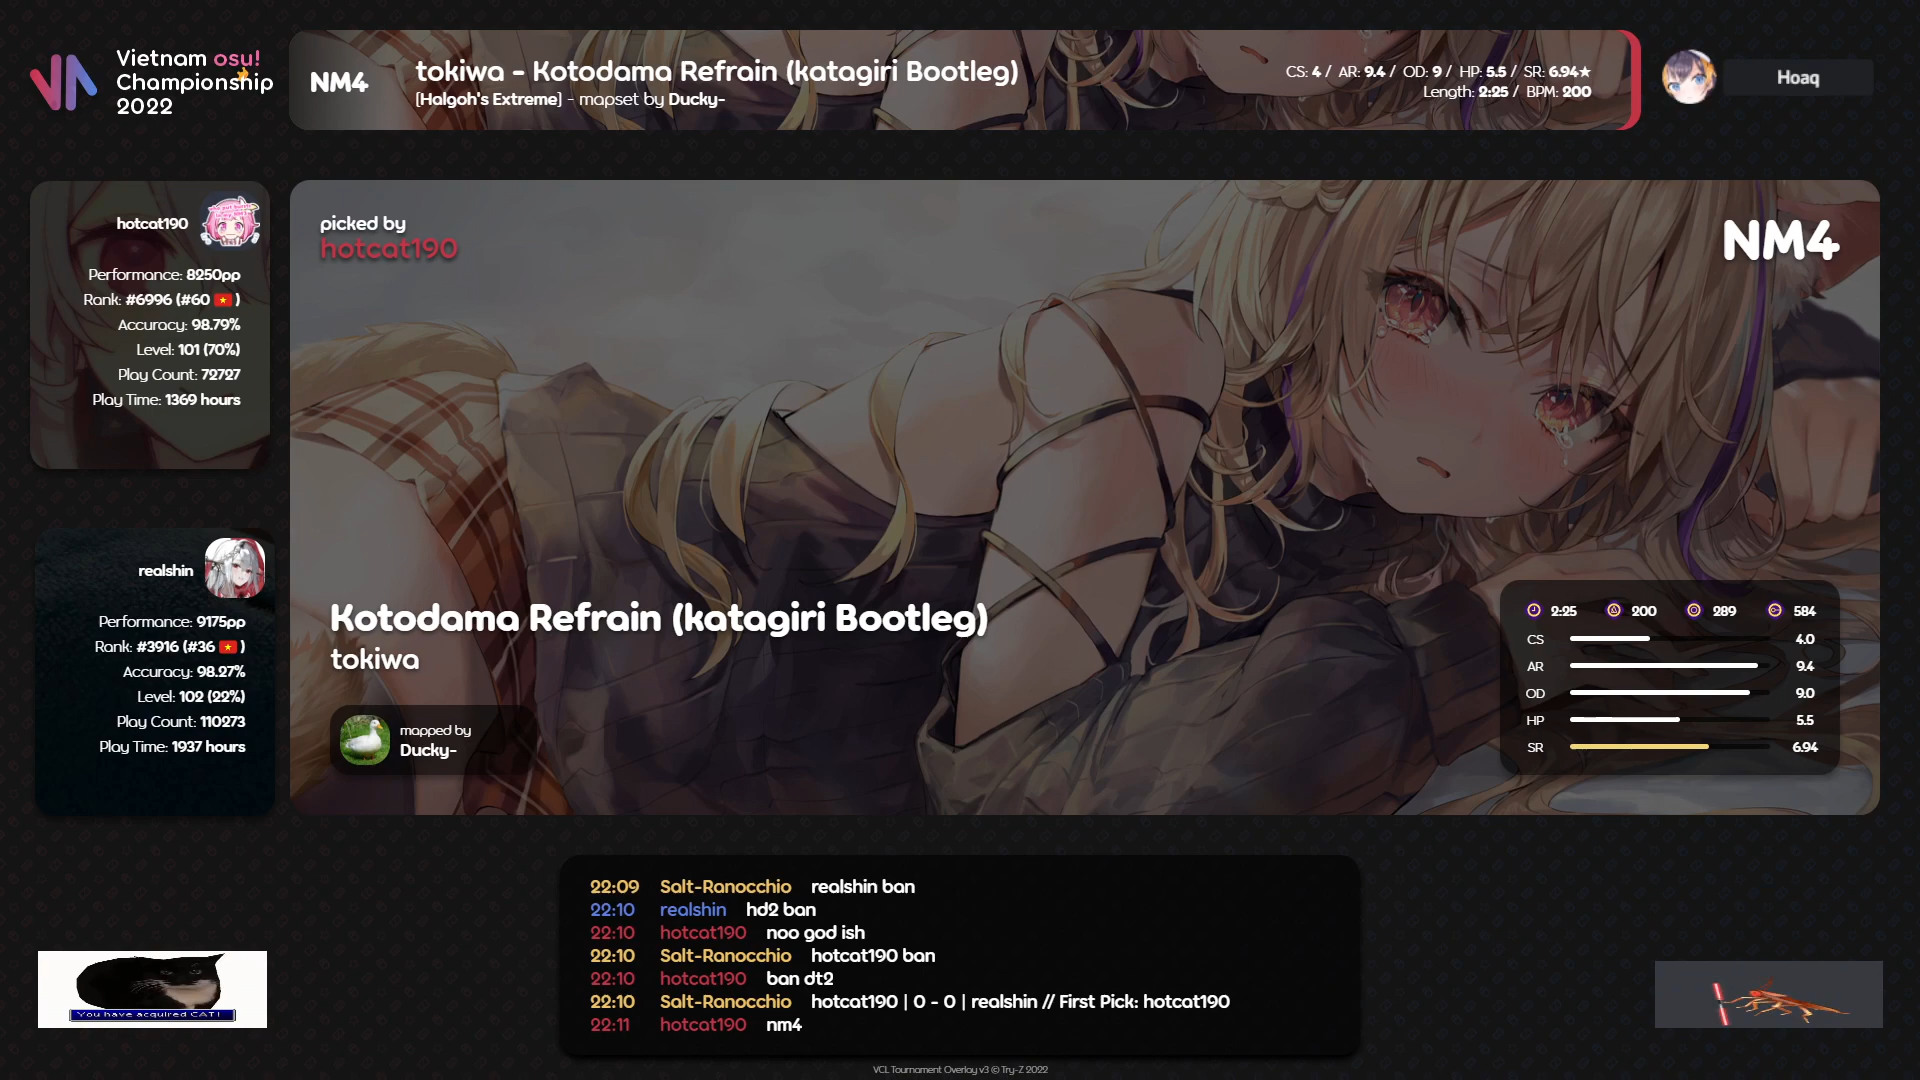 Vietnam osu!
Championship
2022
NM4
tokiwa - Kotodama Refrain (katagiri Bootleg)
[Halgoh's Extreme] - mapset by Ducky-
CS: 4 / AR: 9.4 / OD: 9 / HP: 5.5 / SR: 6.94★
Length: 2:25 / BPM: 200
Hoaq
hotcat190
Performance: 8250pp
Rank: #6996 (#60 )
Accuracy: 98.79%
Level: 101 (70%)
Play Count: 72727
Play Time: 1369 hours
realshin
Performance: 9175pp
Rank: #3916 (#36 )
Accuracy: 98.27%
Level: 102 (22%)
Play Count: 110273
Play Time: 1937 hours
picked by
hotcat190
NM4
Kotodama Refrain (katagiri Bootleg)
tokiwa
mapped by
Ducky-
2:25 200 289 584
CS 4.0
AR 9.4
OD 9.0
HP 5.5
SR 6.94
22:09 Salt-Ranocchio realshin ban
22:10 realshin hd2 ban
22:10 hotcat190 noo god ish
22:10 Salt-Ranocchio hotcat190 ban
22:10 hotcat190 ban dt2
22:10 Salt-Ranocchio hotcat190 | 0 - 0 | realshin // First Pick: hotcat190
22:11 hotcat190 nm4
You have acquired CAT!
VCL Tournament Overlay v3 © Try-Z 2022